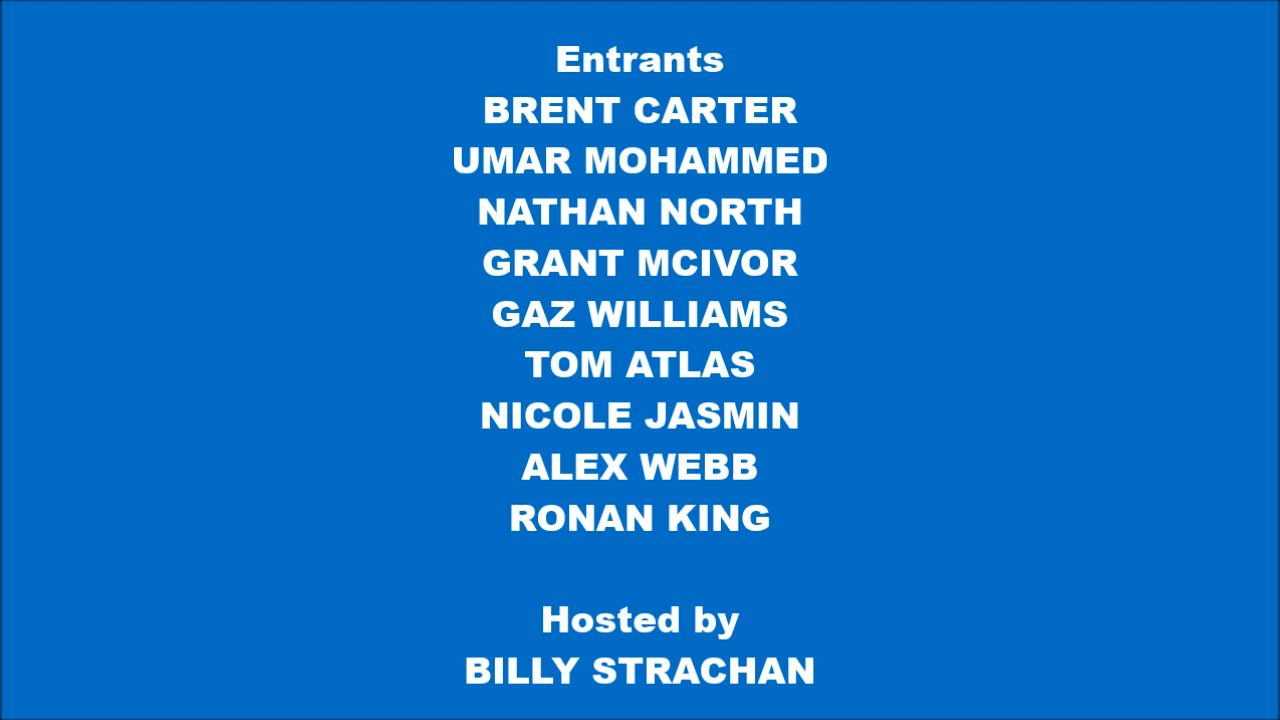 Entrants
BRENT CARTER
UMAR MOHAMMED
NATHAN NORTH
GRANT MCIVOR
GAZ WILLIAMS
TOM ATLAS
NICOLE JASMIN
ALEX WEBB
RONAN KING
Hosted by
BILLY STRACHAN